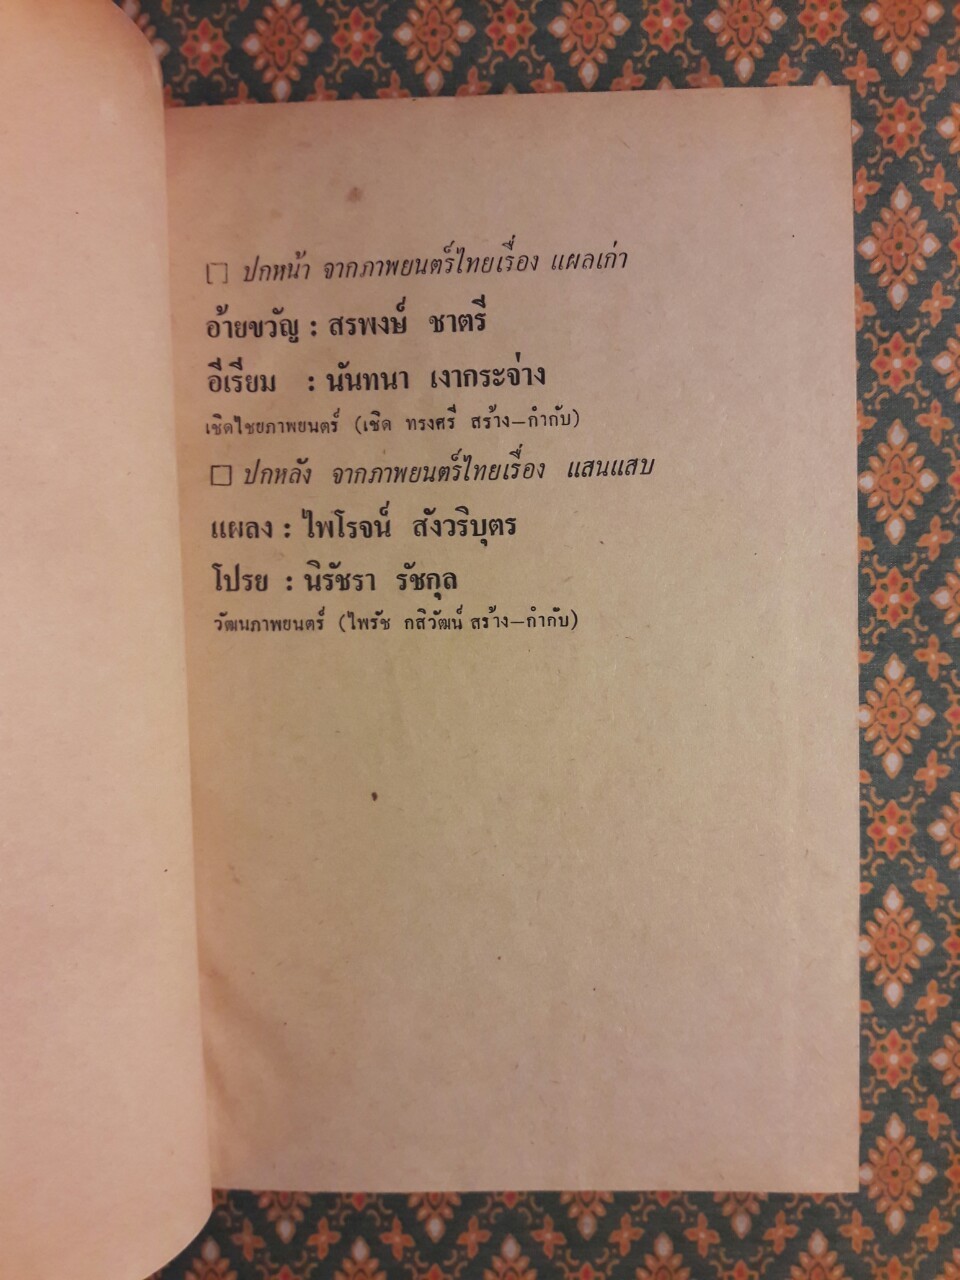 □ ปกหน้า จากภาพยนตร์ไทยเรื่อง แผลเก่า
อ้ายขวัญ : สรพงษ์ ชาตรี
อีเรียม : นันทนา เงากระจ่าง
เชิดไชยภาพยนตร์ (เชิด ทรงศรี สร้าง–กำกับ)
□ ปกหลัง จากภาพยนตร์ไทยเรื่อง แสนแสบ
แผลง : ไพโรจน์ สังวริบุตร
โปรย : นิรัชรา รัชกุล
วัฒนภาพยนตร์ (ไพรัช กสิวัฒน์ สร้าง–กำกับ)